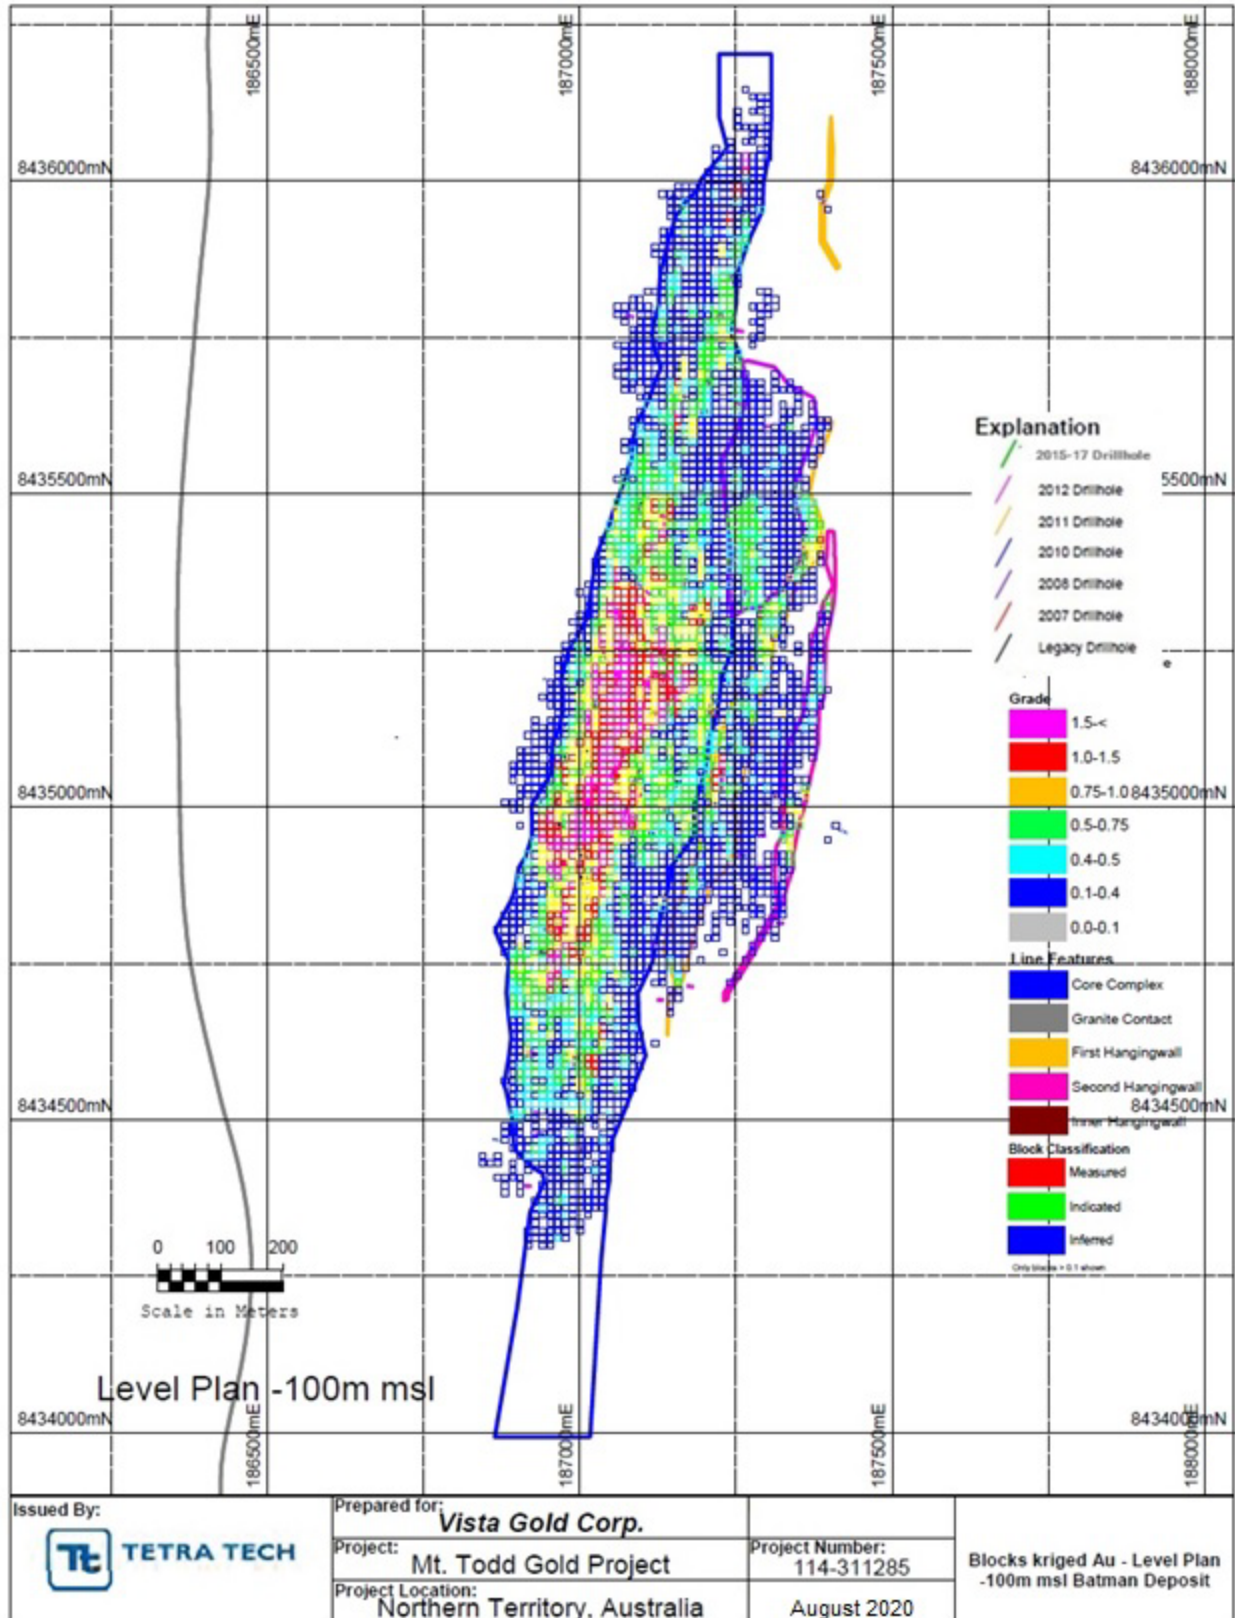 186500mE
187000mE
187500mE
188000mE
8436000mN
8436000mN
Explanation
2015-17 Drillhole
8435500mN
5500mN
2012 Drillhole
2011 Drillhole
2010 Drillhole
2008 Drillhole
2007 Drillhole
Legacy Drillhole
e
Grade
1.5-<
1.0-1.5
8435000mN
0.75-1.0
8435000mN
0.5-0.75
0.4-0.5
0.1-0.4
0.0-0.1
Line Features
Core Complex
Granite Contact
First Hangingwall
Second Hangingwall
8434500mN
8434500mN
Inner Hangingwall
Block Classification
Measured
Indicated
Inferred
Only blocks > 0.1 shown
0 100 200
Scale in Meters
Level Plan -100m msl
8434000mN
8434000mN
186500mE
187000mE
187500mE
188000mE
Issued By:
Tt TETRA TECH
Prepared for:
Vista Gold Corp.
Project:
Mt. Todd Gold Project
Project Number:
114-311285
Project Location:
Northern Territory, Australia
August 2020
Blocks kriged Au - Level Plan
-100m msl Batman Deposit